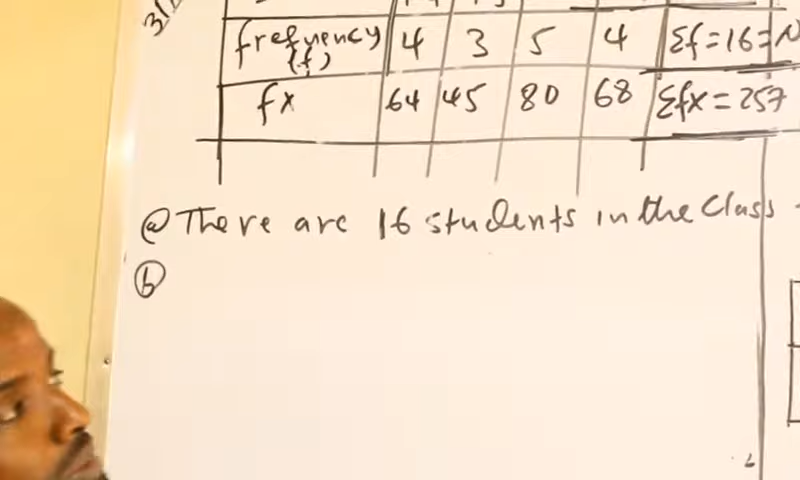 frequency 4 3 5 4 Σf=16=N
(f)
fx 64 45 80 68 Σfx=257
ⓐ There are 16 students in the Class
ⓑ